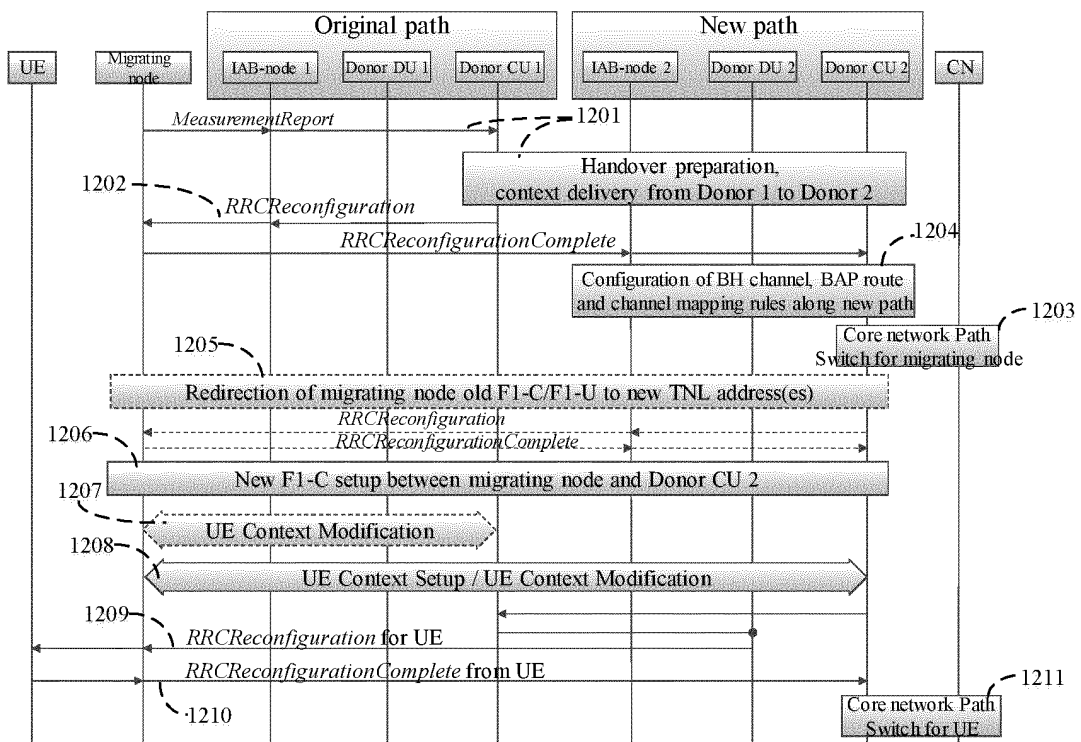 Original path
New path
UE
Migrating
node
IAB-node 1
Donor DU 1
Donor CU 1
IAB-node 2
Donor DU 2
Donor CU 2
CN
MeasurementReport
1201
Handover preparation,
context delivery from Donor 1 to Donor 2
1202
RRCReconfiguration
RRCReconfigurationComplete
1204
Configuration of BH channel, BAP route
and channel mapping rules along new path
1203
Core network Path
Switch for migrating node
1205
Redirection of migrating node old F1-C/F1-U to new TNL address(es)
RRCReconfiguration
RRCReconfigurationComplete
1206
New F1-C setup between migrating node and Donor CU 2
1207
UE Context Modification
1208
UE Context Setup / UE Context Modification
1209
RRCReconfiguration for UE
RRCReconfigurationComplete from UE
1210
1211
Core network Path
Switch for UE